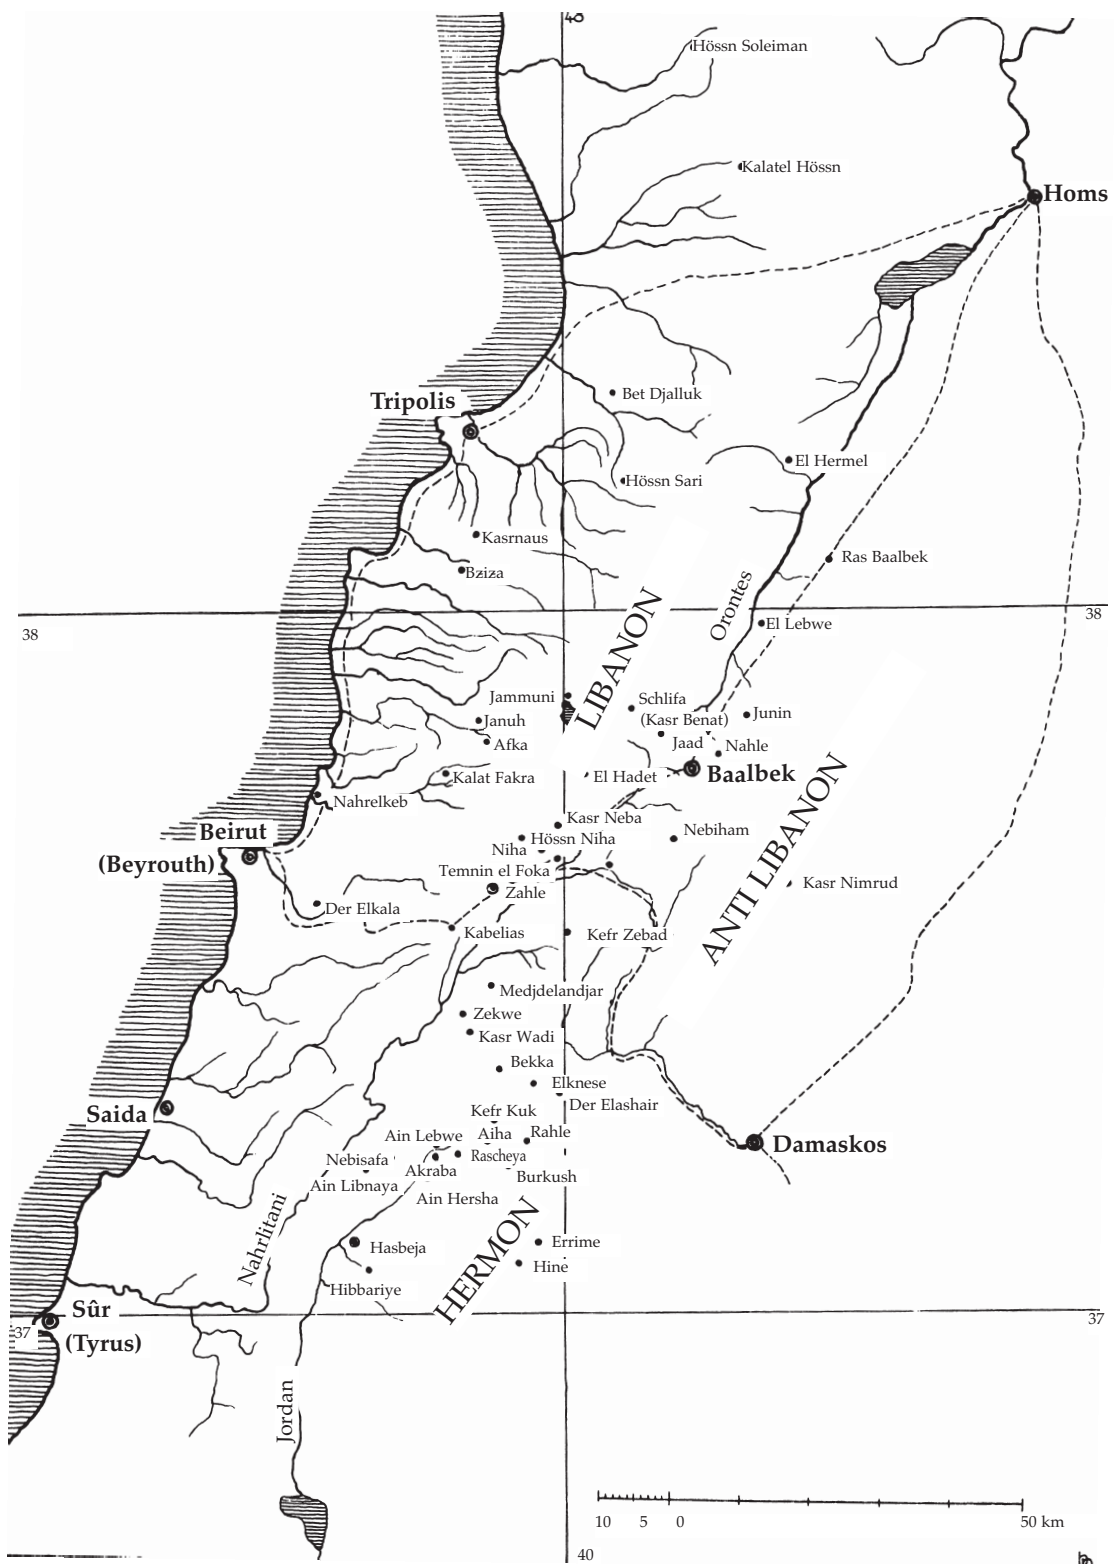 48
Hössn Soleiman
Kalatel Hössn
Homs
Tripolis
Bet Djalluk
El Hermel
Hössn Sari
Kasrnaus
Ras Baalbek
Bziza
LIBANON
Orontes
38
38
El Lebwe
Jammuni
Schlifa
(Kasr Benat)
Junin
Januh
Jaad
Nahle
Afka
Kalat Fakra
El Hadet
Baalbek
Nahrelkeb
ANTI LIBANON
Kasr Neba
Beirut
(Beyrouth)
Hössn Niha
Nebiham
Niha
Temnin el Foka
Kasr Nimrud
Zahle
Der Elkala
Kabelias
Kefr Zebad
Medjdelandjar
Zekwe
Kasr Wadi
Bekka
Elknese
Der Elashair
Saida
Kefr Kuk
Ain Lebwe
Aiha
Rahle
Damaskos
Nebisafa
Rascheya
Akraba
Burkush
Ain Libnaya
Ain Hersha
Nahrlitani
HERMON
Hasbeja
Errime
Hine
Hibbariye
Sûr
(Tyrus)
37
37
Jordan
10 5 0 50 km
40